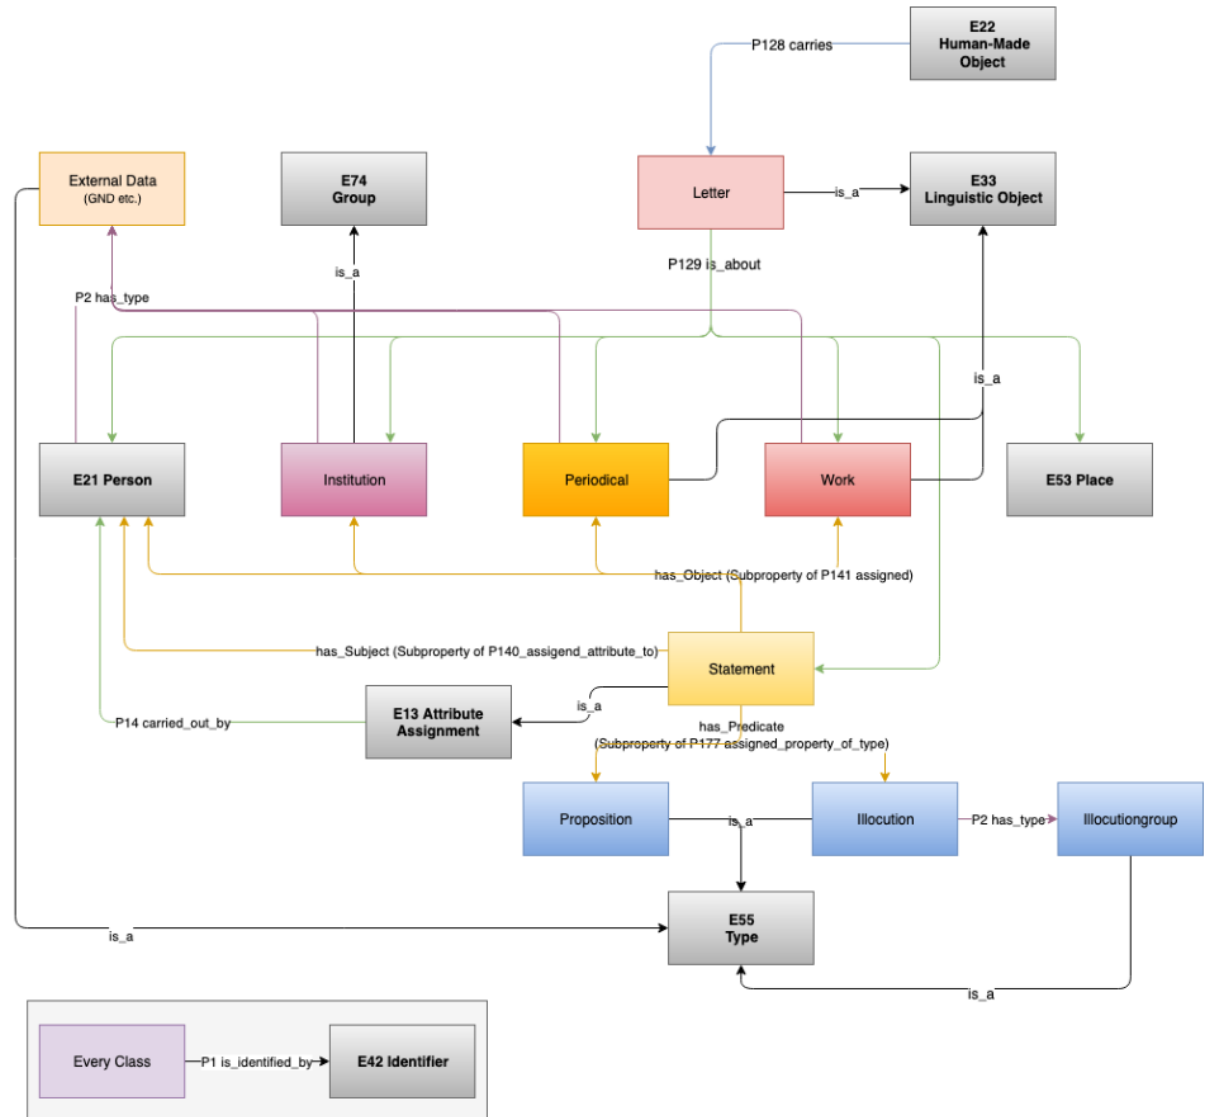 E22
Human-Made
Object
P128 carries
External Data
(GND etc.)
E74
Group
Letter
is_a
E33
Linguistic Object
P129 is_about
is_a
P2 has_type
is_a
E21 Person
Institution
Periodical
Work
E53 Place
has_Object (Subproperty of P141 assigned)
has_Subject (Subproperty of P140_assigend_attribute_to)
Statement
is_a
E13 Attribute
Assignment
P14 carried_out_by
has_Predicate
(Subproperty of P177 assigned_property_of_type)
Proposition
is_a
Illocution
P2 has_type
Illocutiongroup
E55
Type
is_a
is_a
Every Class
P1 is_identified_by
E42 Identifier